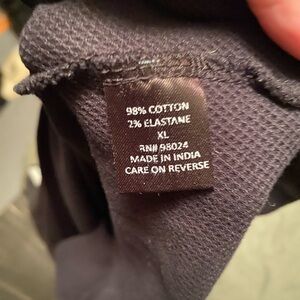 98% COTTON
2% ELASTANE
XL
RN# 98024
MADE IN INDIA
CARE ON REVERSE